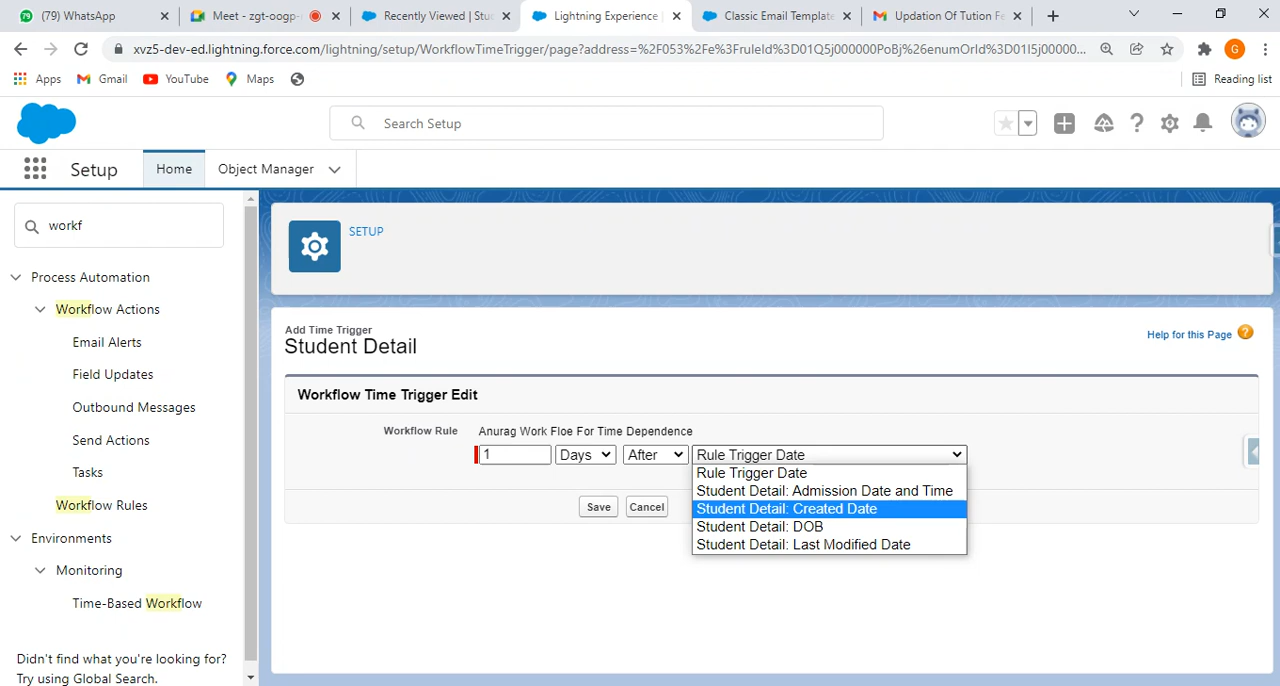 (79) WhatsApp
Meet - zgt-oogp-
Recently Viewed | Stud
Lightning Experience |
Classic Email Template
Updation Of Tution Fe
xvz5-dev-ed.lightning.force.com/lightning/setup/WorkflowTimeTrigger/page?address=%2F053%2Fe%3FruleId%3D01Q5j000000PoBj%26enumOrId%3D01I5j0000...
G
Apps
Gmail
YouTube
Maps
Reading list
Search Setup
Setup
Home
Object Manager
workf
SETUP
Process Automation
Workflow Actions
Email Alerts
Field Updates
Outbound Messages
Send Actions
Tasks
Workflow Rules
Environments
Monitoring
Time-Based Workflow
Didn't find what you're looking for?
Try using Global Search.
Add Time Trigger
Student Detail
Help for this Page
Workflow Time Trigger Edit
Workflow Rule
Anurag Work Floe For Time Dependence
1 Days After Rule Trigger Date
Rule Trigger Date
Student Detail: Admission Date and Time
Student Detail: Created Date
Student Detail: DOB
Student Detail: Last Modified Date
Save
Cancel